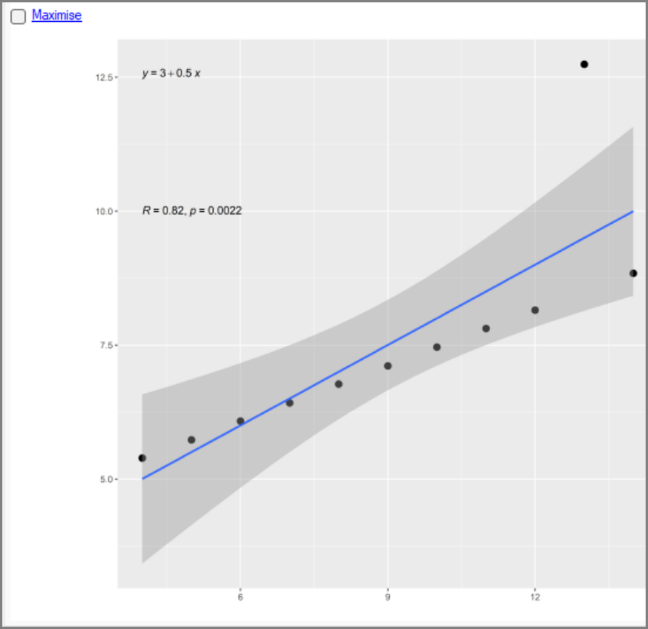 Maximise
12.5
y = 3 + 0.5 x
10.0
R = 0.82, p = 0.0022
7.5
5.0
6 9 12